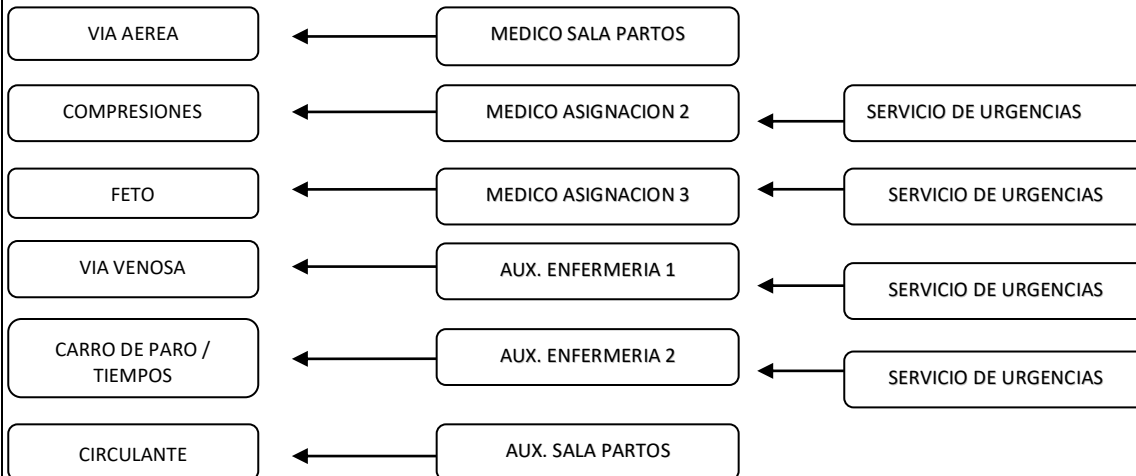 VIA AEREA
MEDICO SALA PARTOS
COMPRESIONES
MEDICO ASIGNACION 2
SERVICIO DE URGENCIAS
FETO
MEDICO ASIGNACION 3
SERVICIO DE URGENCIAS
VIA VENOSA
AUX. ENFERMERIA 1
SERVICIO DE URGENCIAS
CARRO DE PARO /
TIEMPOS
AUX. ENFERMERIA 2
SERVICIO DE URGENCIAS
CIRCULANTE
AUX. SALA PARTOS